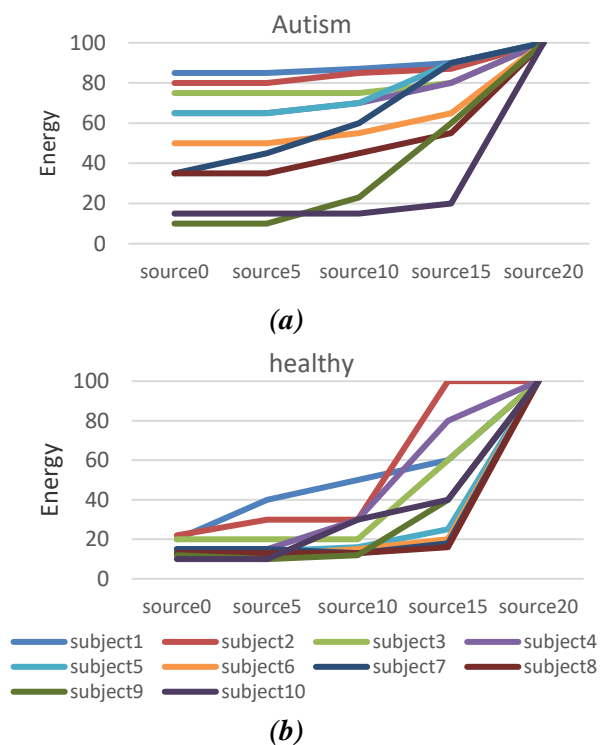 Autism
100
80
60
40
20
0
Energy
source0 source5 source10 source15 source20
(a)
healthy
100
80
60
40
20
0
Energy
source0 source5 source10 source15 source20
subject1 subject2 subject3 subject4
subject5 subject6 subject7 subject8
subject9 subject10
(b)